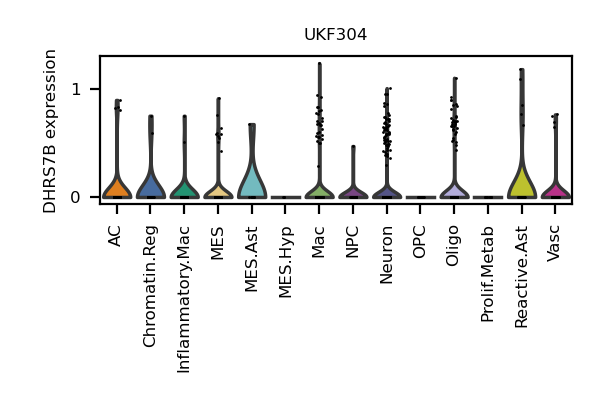 UKF304
DHRS7B expression
1
0
AC
Chromatin.Reg
Inflammatory.Mac
MES
MES.Ast
MES.Hyp
Mac
NPC
Neuron
OPC
Oligo
Prolif.Metab
Reactive.Ast
Vasc